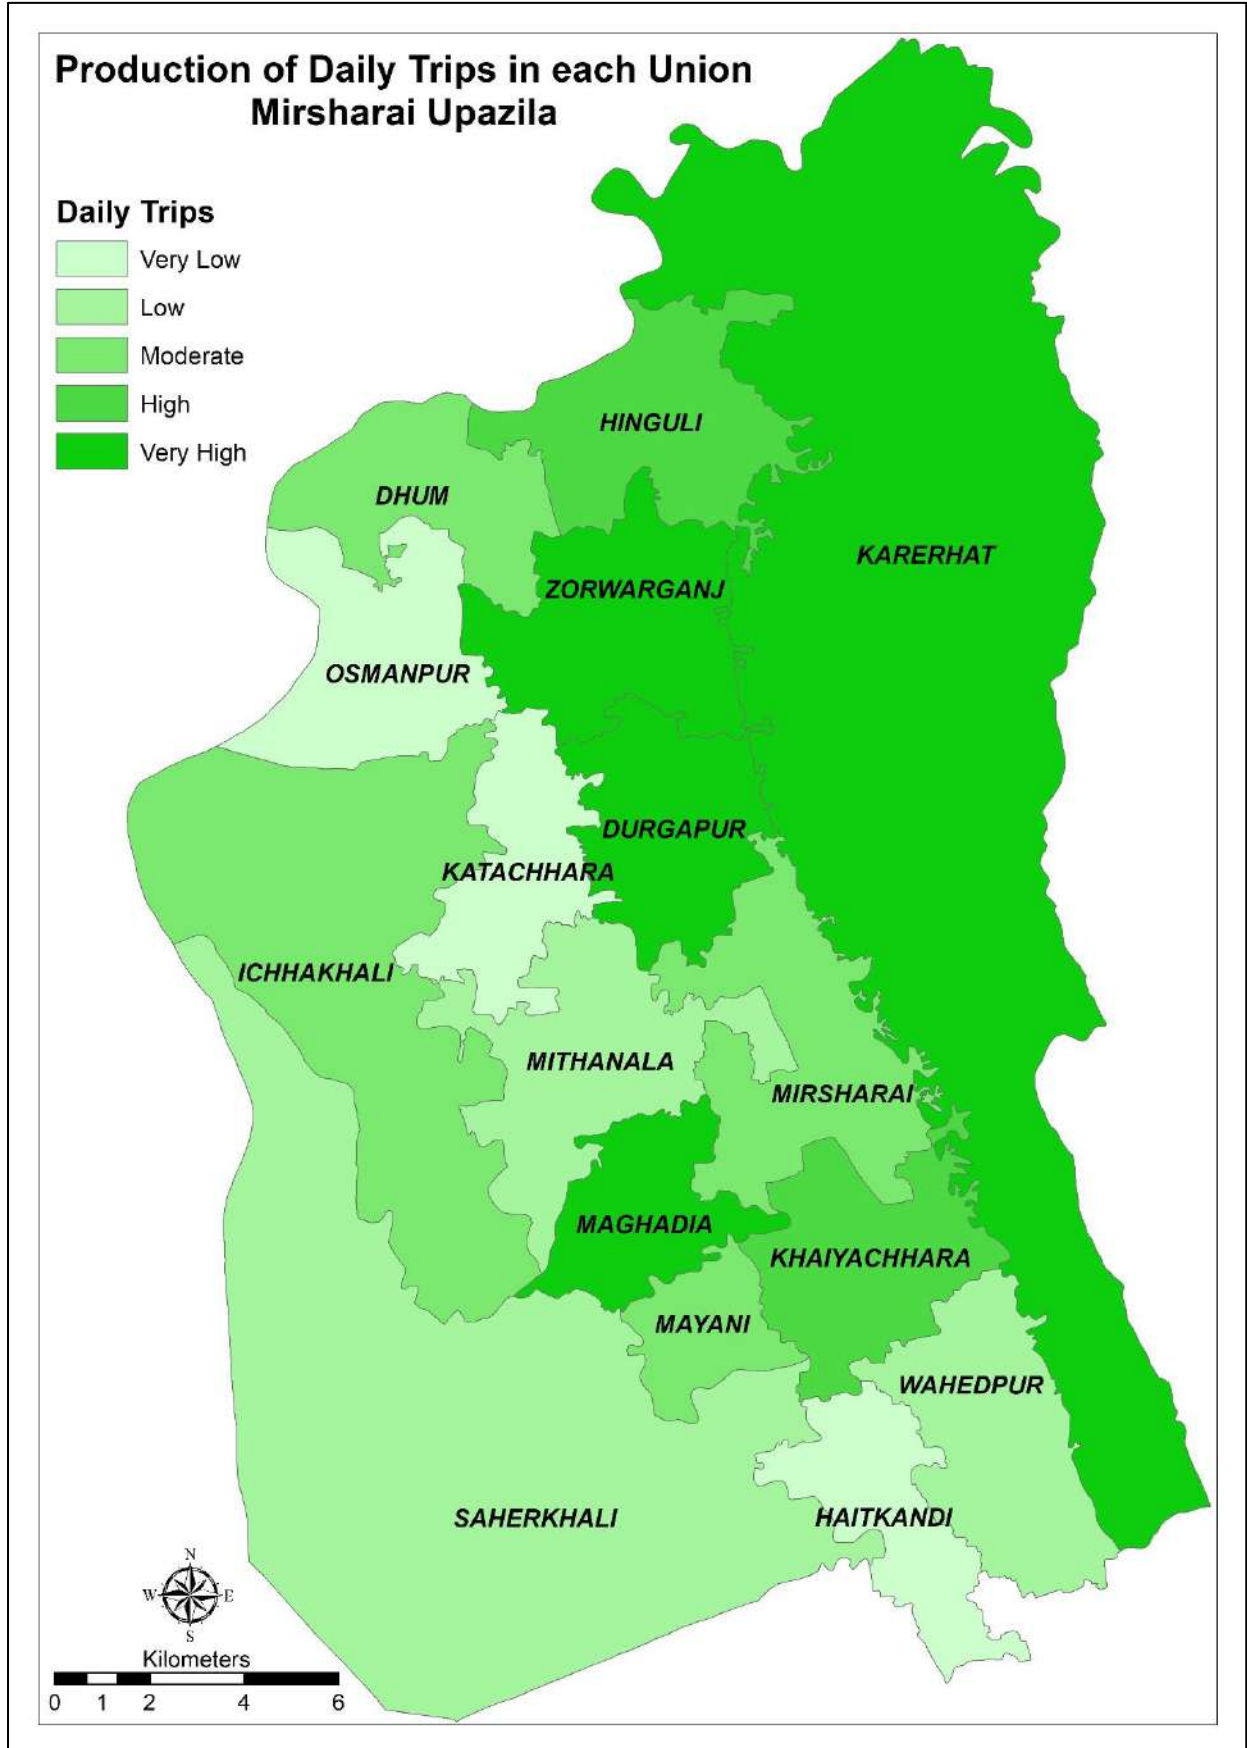 Production of Daily Trips in each Union
Mirsharai Upazila
Daily Trips
Very Low
Low
Moderate
High
Very High
HINGULI
DHUM
KARERHAT
ZORWARGANJ
OSMANPUR
DURGAPUR
KATACHHARA
ICHHAKHALI
MITHANALA
MIRSHARAI
MAGHADIA
KHAIYACHHARA
MAYANI
WAHEDPUR
SAHERKHALI
HAITKANDI
N
W E
S
Kilometers
0 1 2 4 6